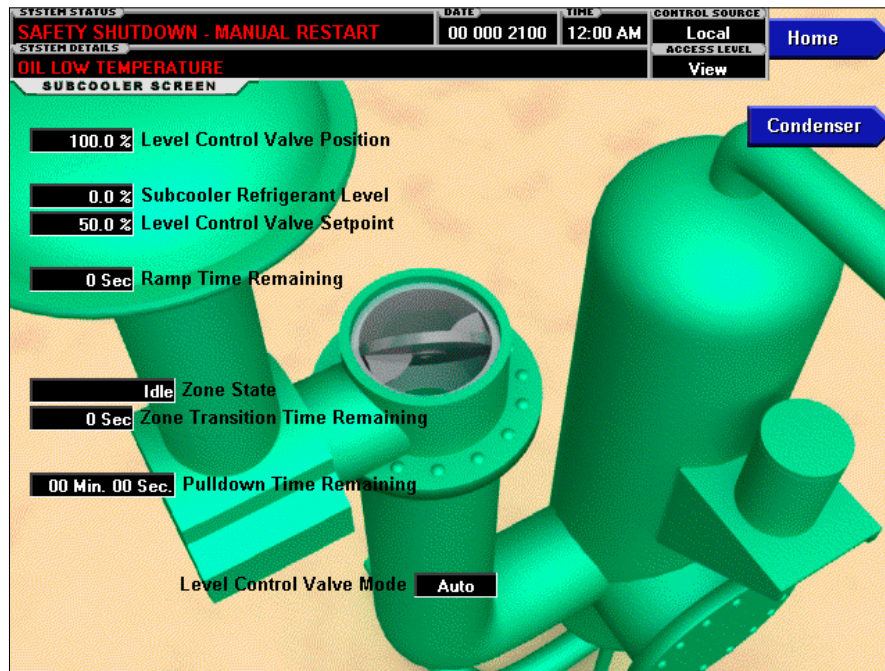 SYSTEM STATUS
SAFETY SHUTDOWN - MANUAL RESTART
DATE
00 000 2100
TIME
12:00 AM
CONTROL SOURCE
Local
Home
SYSTEM DETAILS
OIL LOW TEMPERATURE
ACCESS LEVEL
View
SUBCOOLER SCREEN
Condenser
100.0 % Level Control Valve Position
0.0 % Subcooler Refrigerant Level
50.0 % Level Control Valve Setpoint
0 Sec Ramp Time Remaining
Idle Zone State
0 Sec Zone Transition Time Remaining
00 Min. 00 Sec. Pulldown Time Remaining
Level Control Valve Mode Auto